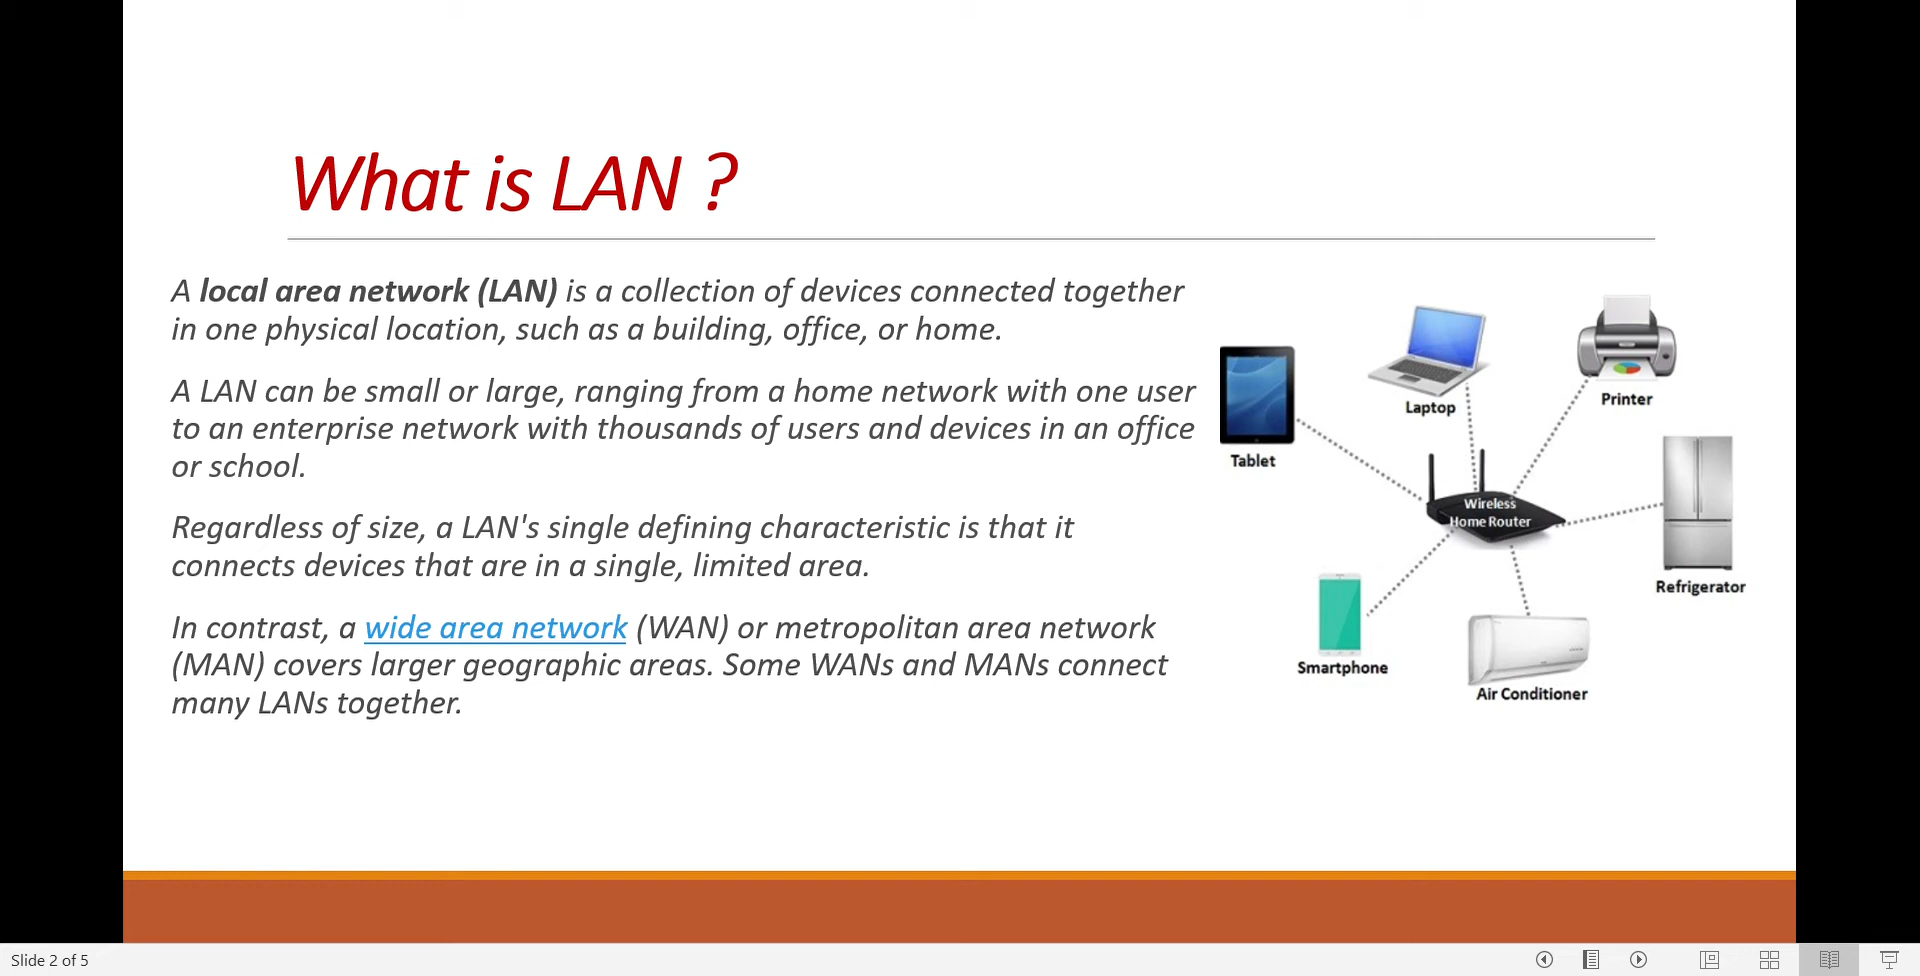 What is LAN ?
A local area network (LAN) is a collection of devices connected together
in one physical location, such as a building, office, or home.
A LAN can be small or large, ranging from a home network with one user
to an enterprise network with thousands of users and devices in an office
or school.
Regardless of size, a LAN's single defining characteristic is that it
connects devices that are in a single, limited area.
In contrast, a wide area network (WAN) or metropolitan area network
(MAN) covers larger geographic areas. Some WANs and MANs connect
many LANs together.
Laptop
Printer
Tablet
Wireless
Home Router
Refrigerator
Smartphone
Air Conditioner
Slide 2 of 5